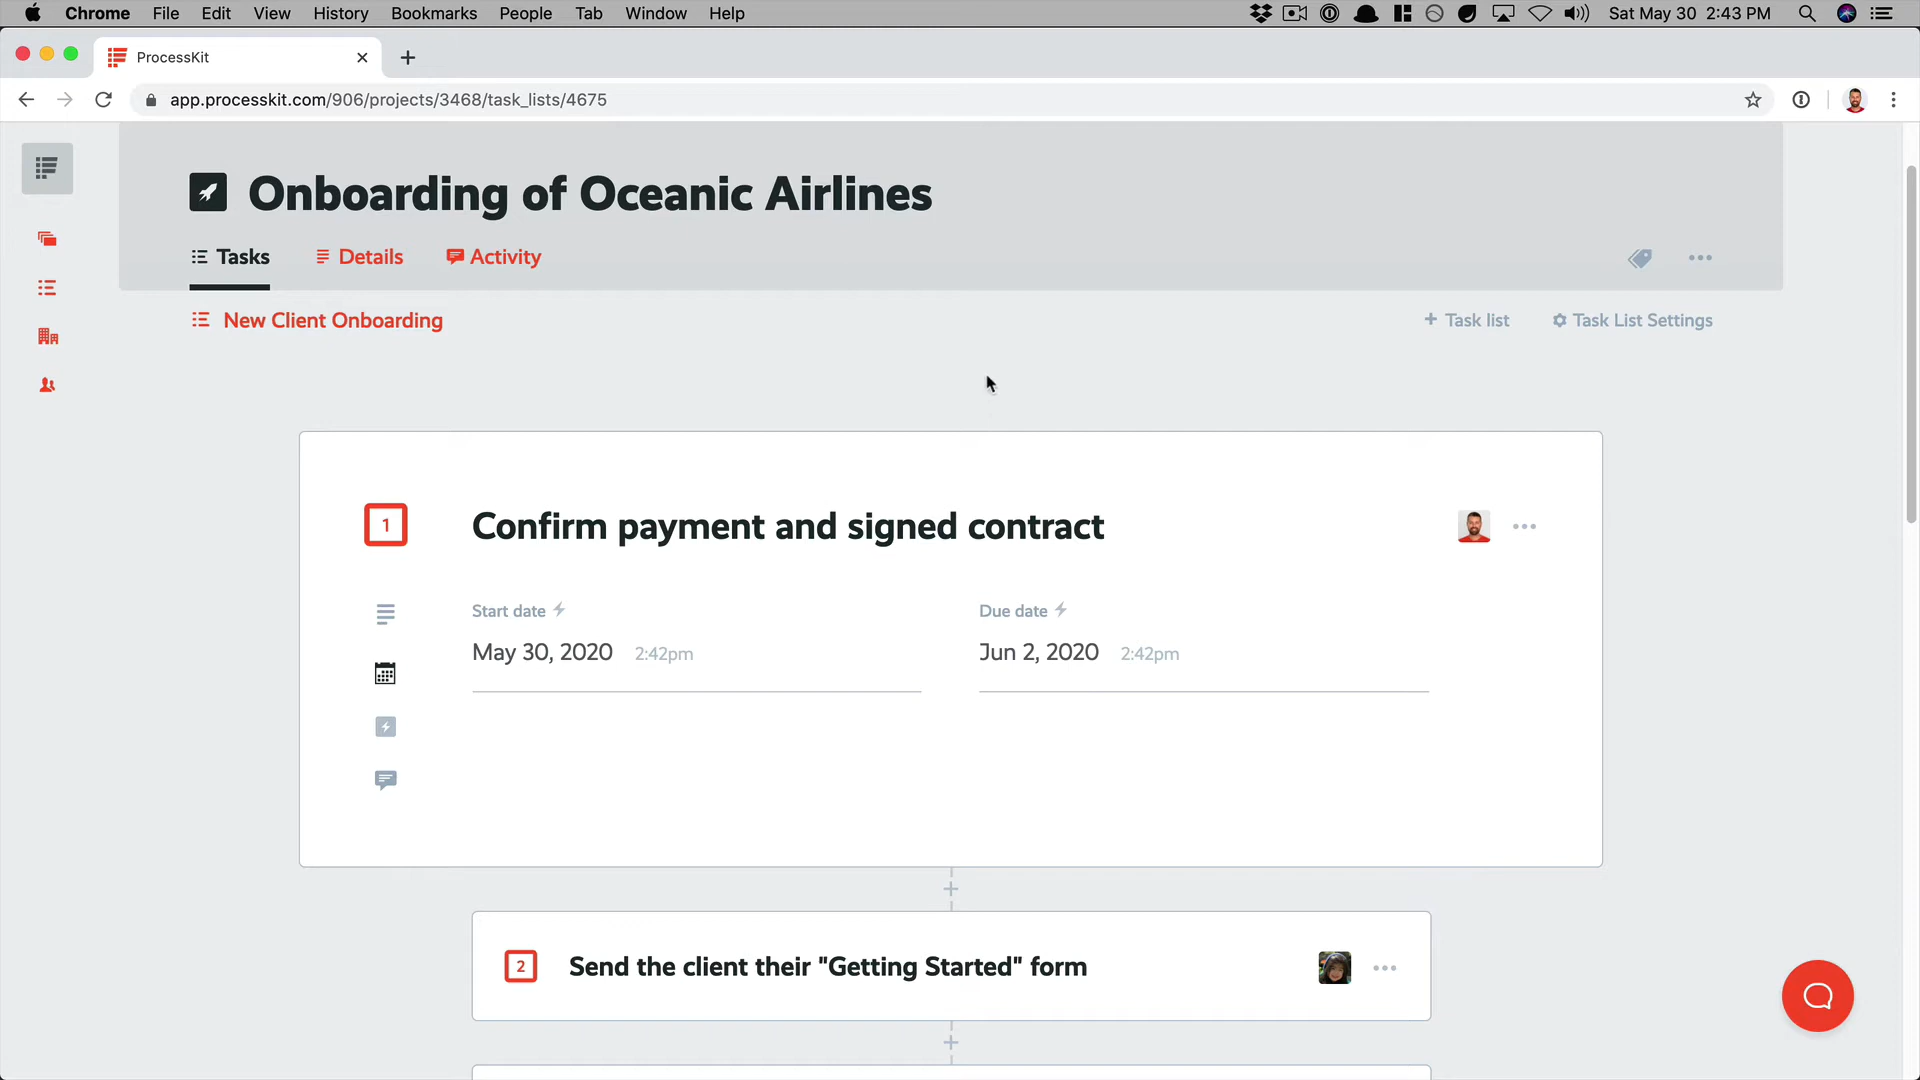 Chrome File Edit View History Bookmarks People Tab Window Help Sat May 30 2:43 PM
ProcessKit
app.processkit.com/906/projects/3468/task_lists/4675
Onboarding of Oceanic Airlines
Tasks Details Activity
New Client Onboarding + Task list Task List Settings
1 Confirm payment and signed contract
Start date Due date
May 30, 2020 2:42pm Jun 2, 2020 2:42pm
2 Send the client their "Getting Started" form